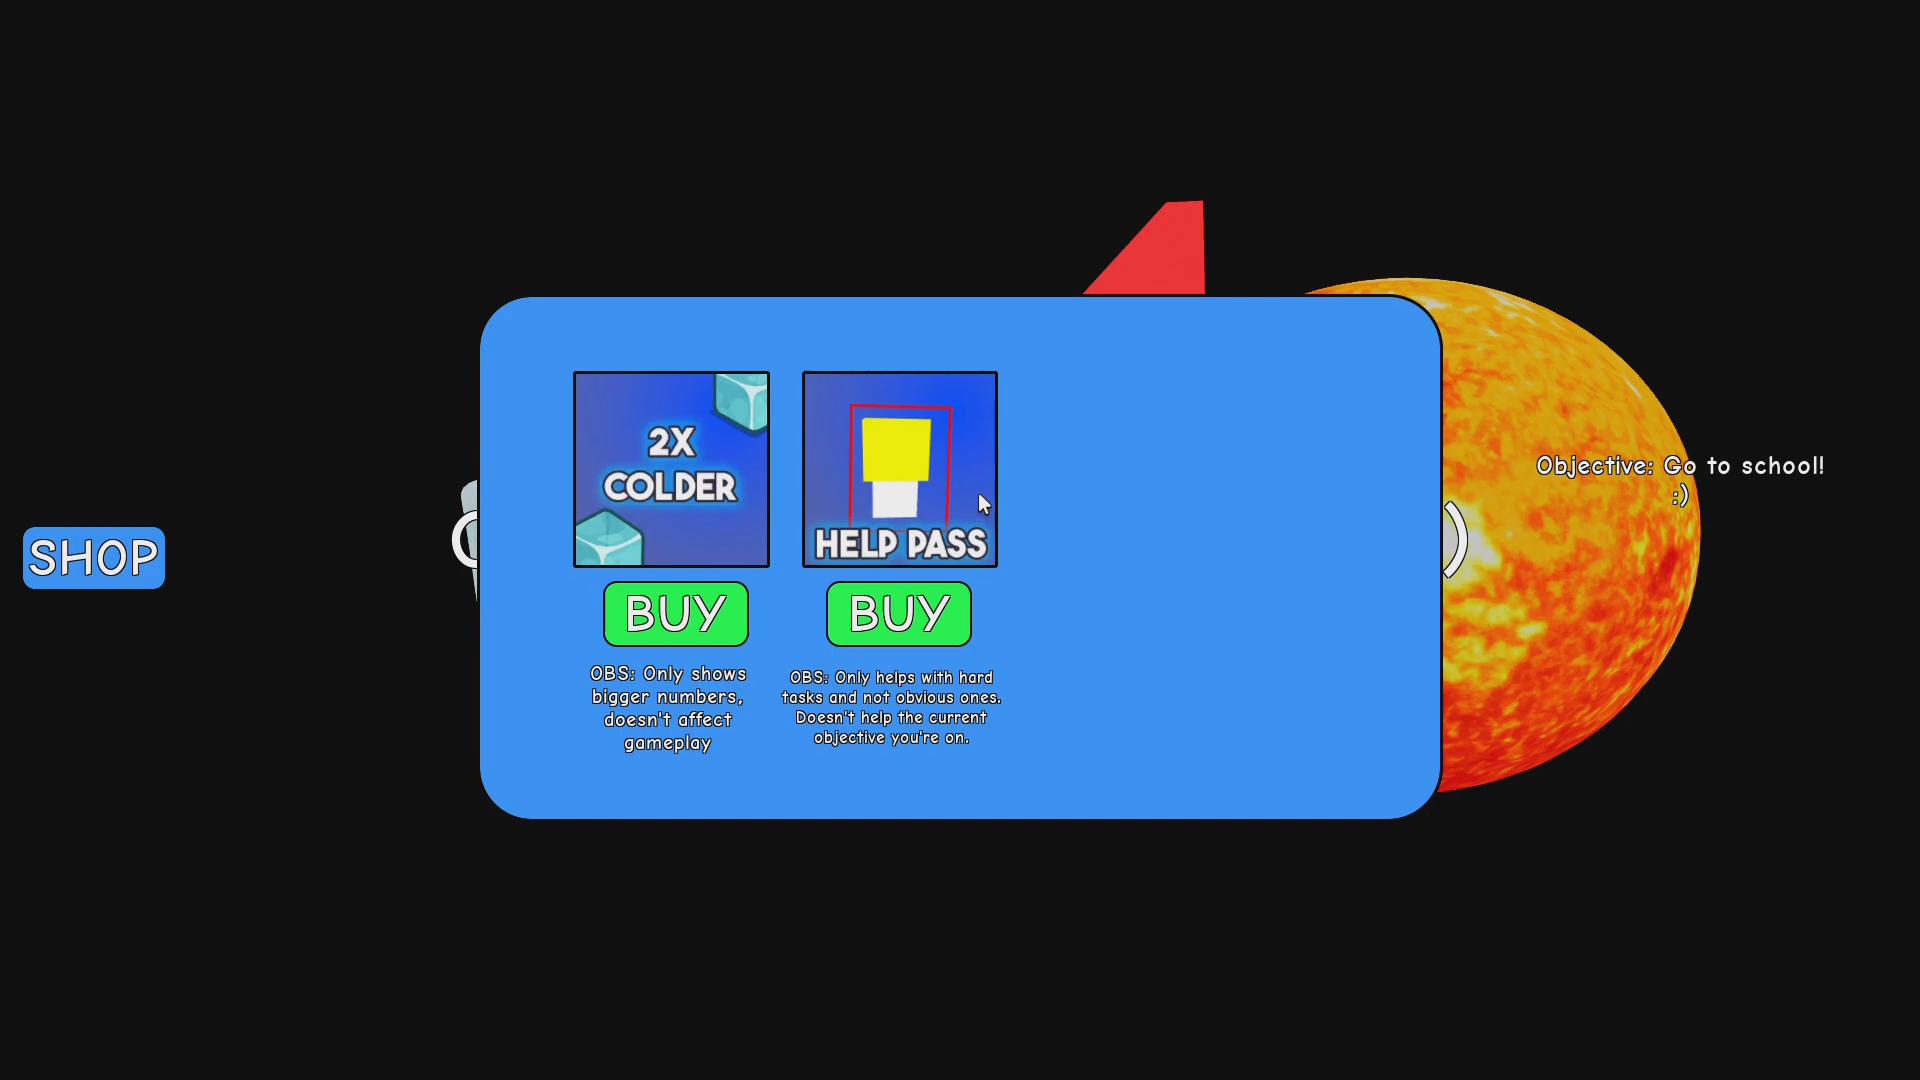 SHOP
2X
COLDER
HELP PASS
BUY
BUY
OBS: Only shows
bigger numbers,
doesn't affect
gameplay
OBS: Only helps with hard
tasks and not obvious ones.
Doesn't help the current
objective you're on.
Objective: Go to school!
:)